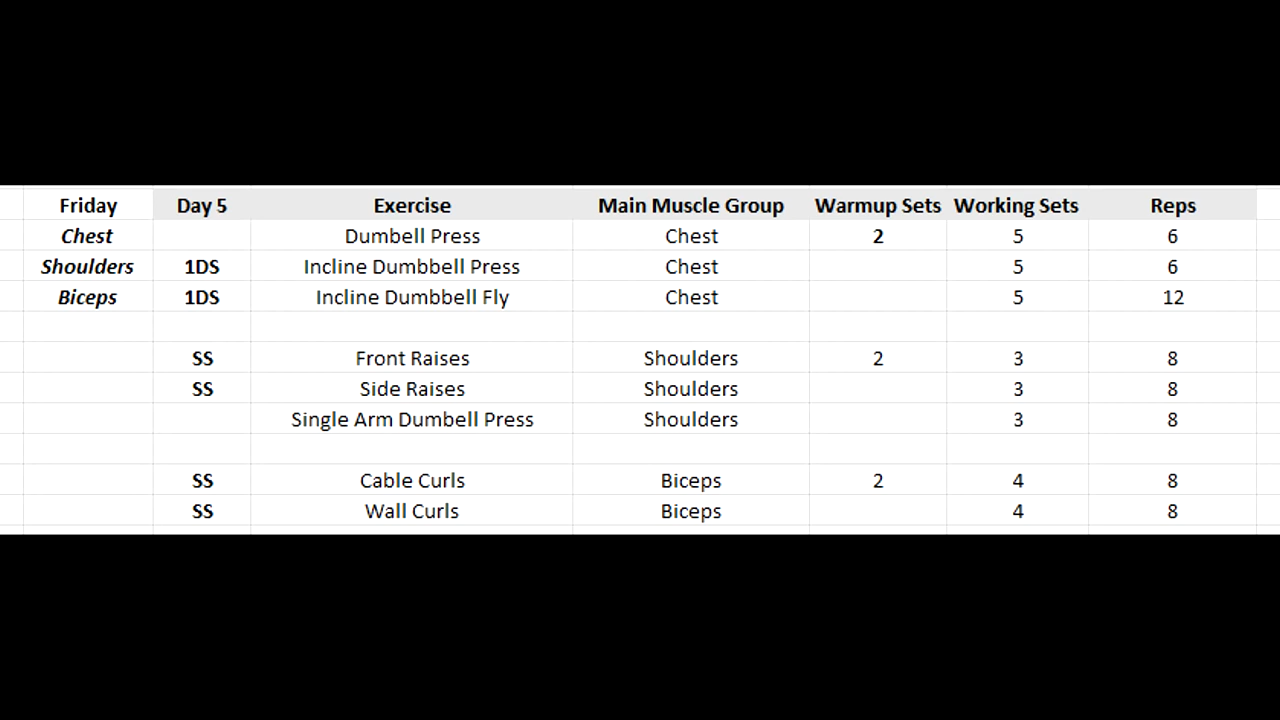 Friday Day 5 Exercise Main Muscle Group Warmup Sets Working Sets Reps
Chest Dumbell Press Chest 2 5 6
Shoulders 1DS Incline Dumbbell Press Chest 5 6
Biceps 1DS Incline Dumbbell Fly Chest 5 12
SS Front Raises Shoulders 2 3 8
SS Side Raises Shoulders 3 8
Single Arm Dumbell Press Shoulders 3 8
SS Cable Curls Biceps 2 4 8
SS Wall Curls Biceps 4 8